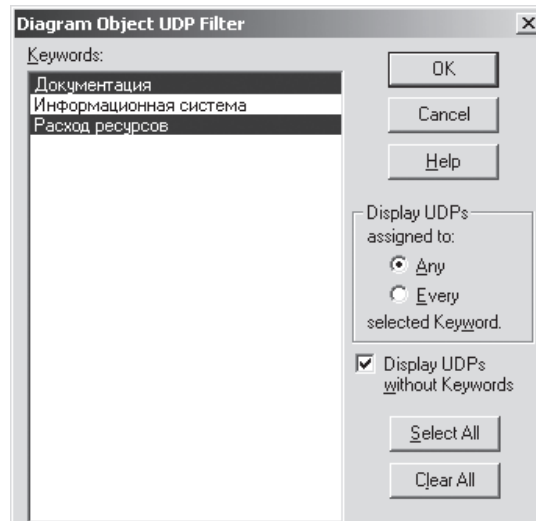 Diagram Object UDP Filter
Keywords:
Документация
Информационная система
Расход ресурсов
OK
Cancel
Help
Display UDPs
assigned to:
Any
Every
selected Keyword.
Display UDPs
without Keywords
Select All
Clear All